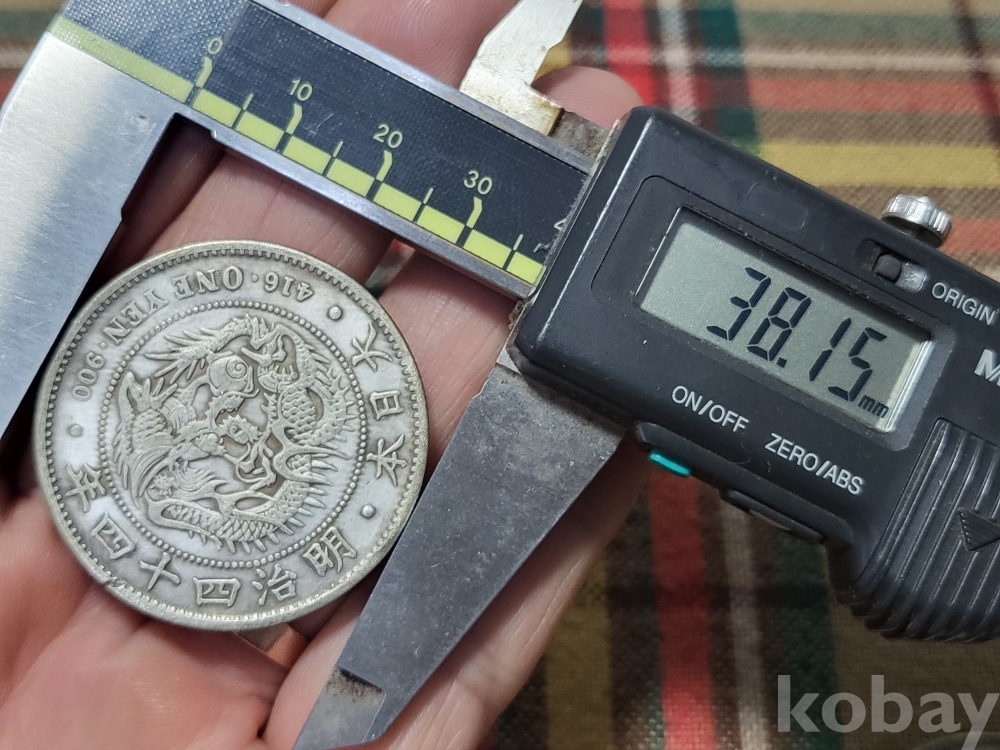 0 10 20 30
38.15 mm
ORIGIN
ON/OFF
ZERO/ABS
M
大日本
明治四十四年
416 · ONE YEN · 900
kobay